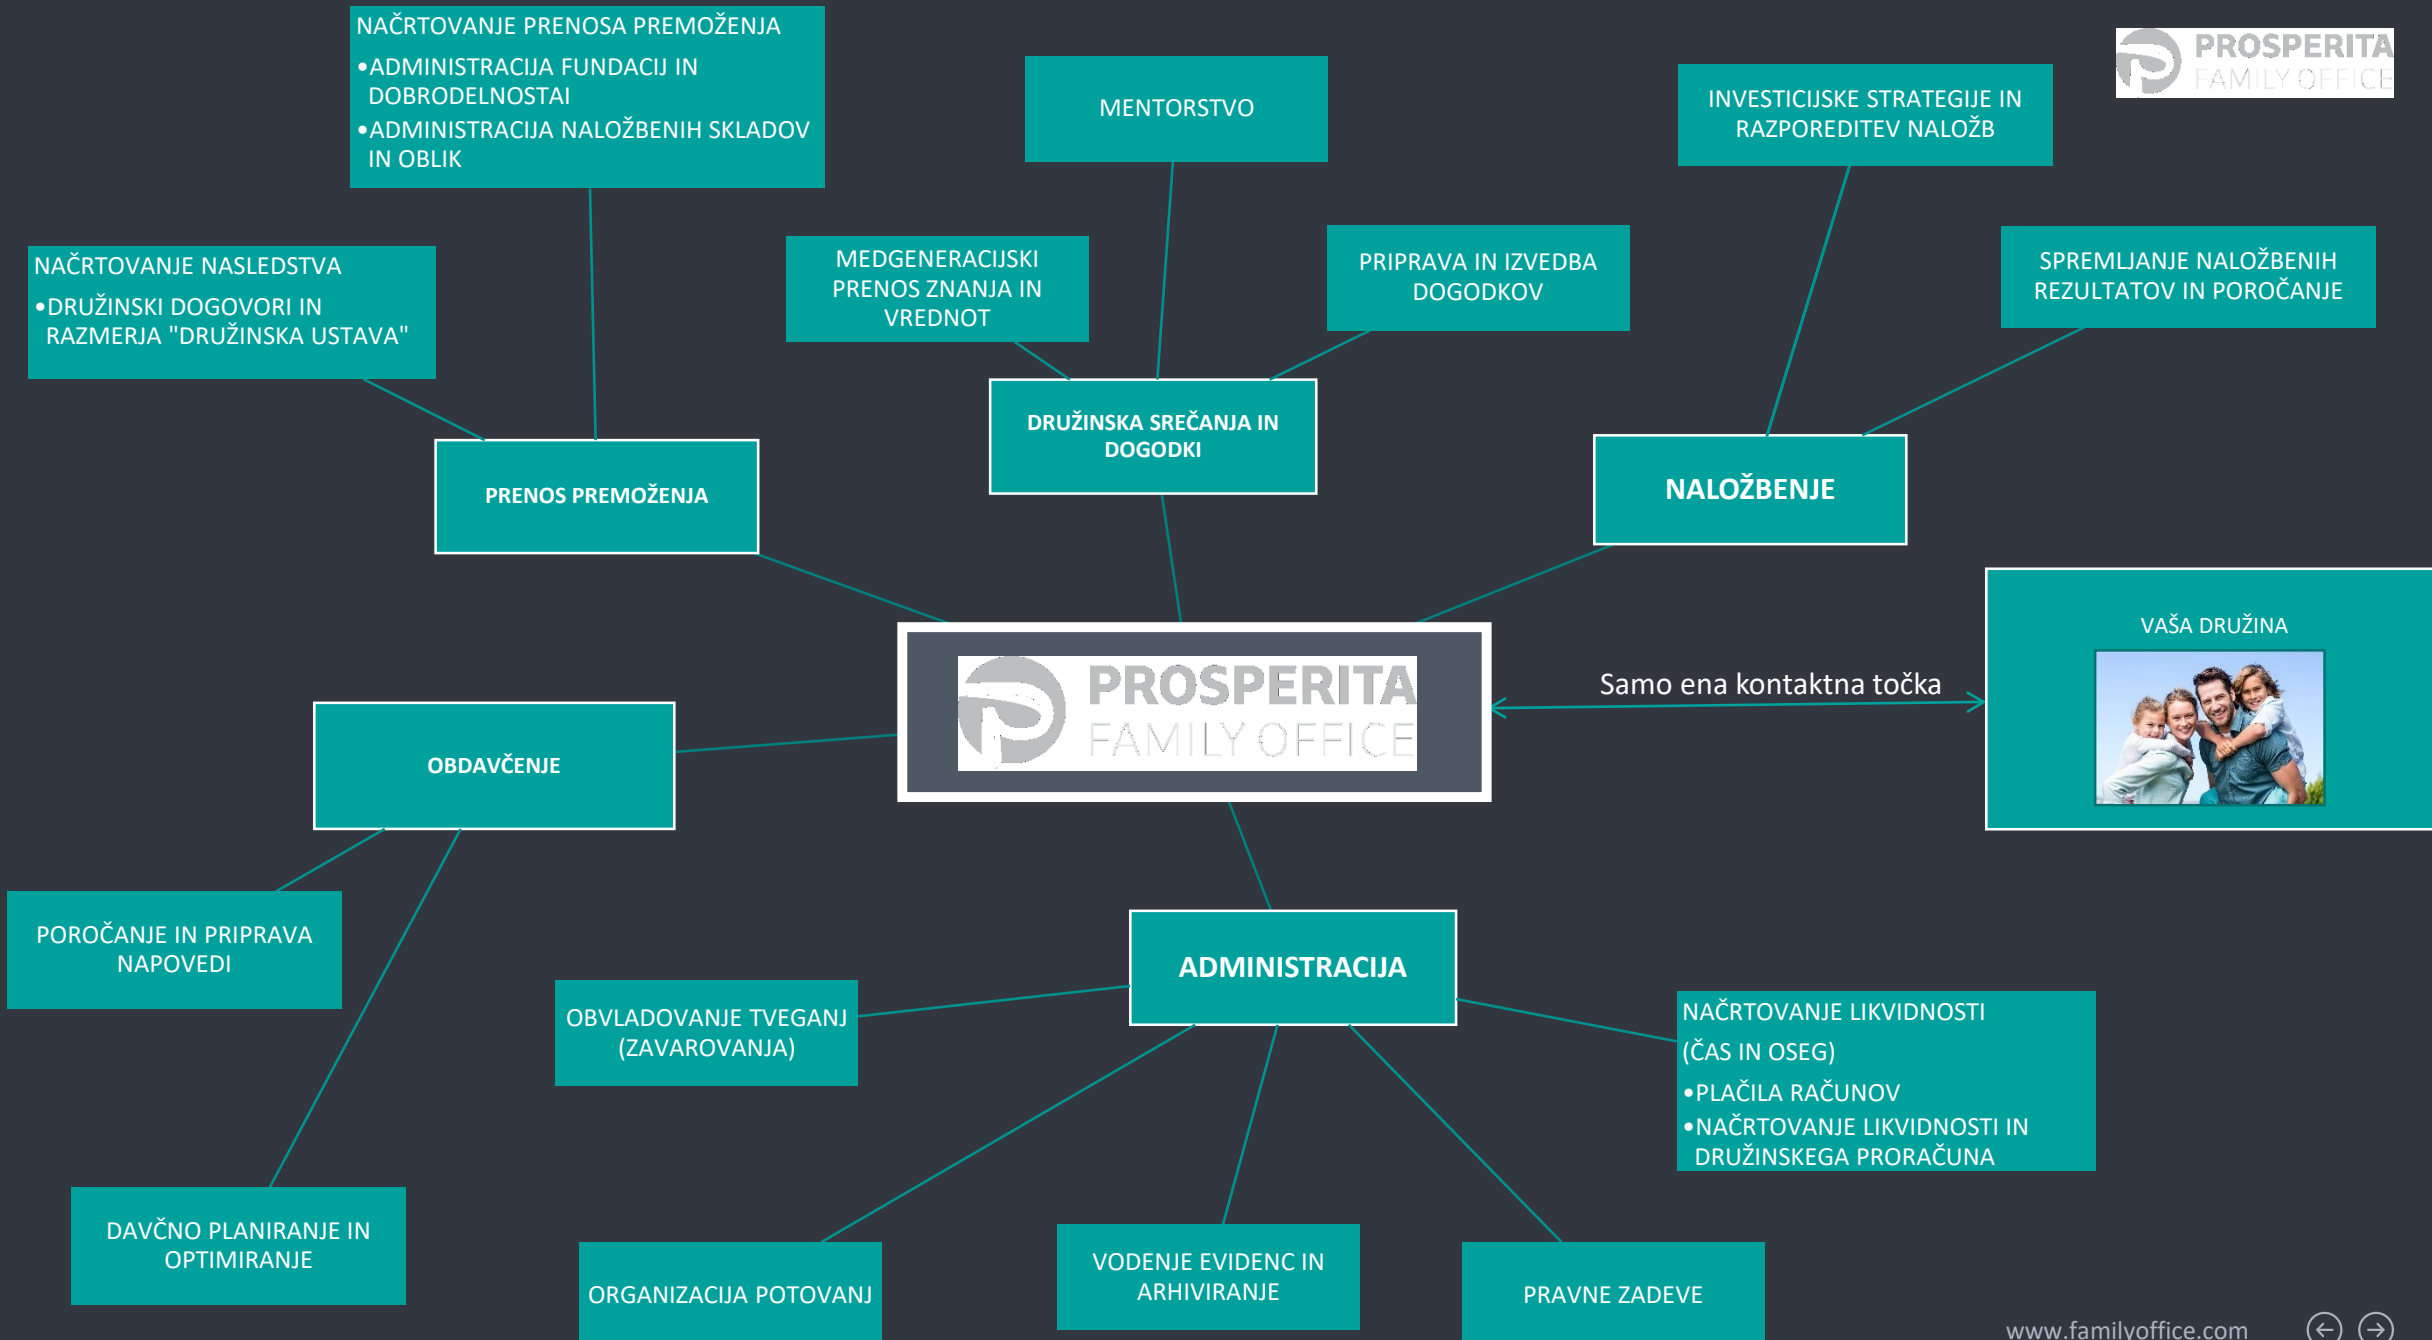 NAČRTOVANJE PRENOSA PREMOŽENJA
•ADMINISTRACIJA FUNDACIJ IN
DOBRODELNOSTAI
•ADMINISTRACIJA NALOŽBENIH SKLADOV
IN OBLIK
MENTORSTVO
INVESTICIJSKE STRATEGIJE IN
RAZPOREDITEV NALOŽB
PROSPERITA
FAMILY OFFICE
NAČRTOVANJE NASLEDSTVA
•DRUŽINSKI DOGOVORI IN
RAZMERJA "DRUŽINSKA USTAVA"
MEDGENERACIJSKI
PRENOS ZNANJA IN
VREDNOT
PRIPRAVA IN IZVEDBA
DOGODKOV
SPREMLJANJE NALOŽBENIH
REZULTATOV IN POROČANJE
PRENOS PREMOŽENJA
DRUŽINSKA SREČANJA IN
DOGODKI
NALOŽBENJE
PROSPERITA
FAMILY OFFICE
Samo ena kontaktna točka
VAŠA DRUŽINA
OBDAVČENJE
POROČANJE IN PRIPRAVA
NAPOVEDI
DAVČNO PLANIRANJE IN
OPTIMIRANJE
ADMINISTRACIJA
OBVLADOVANJE TVEGANJ
(ZAVAROVANJA)
NAČRTOVANJE LIKVIDNOSTI
(ČAS IN OSEG)
•PLAČILA RAČUNOV
•NAČRTOVANJE LIKVIDNOSTI IN
DRUŽINSKEGA PRORAČUNA
ORGANIZACIJA POTOVANJ
VODENJE EVIDENC IN
ARHIVIRANJE
PRAVNE ZADEVE
www.familyoffice.com